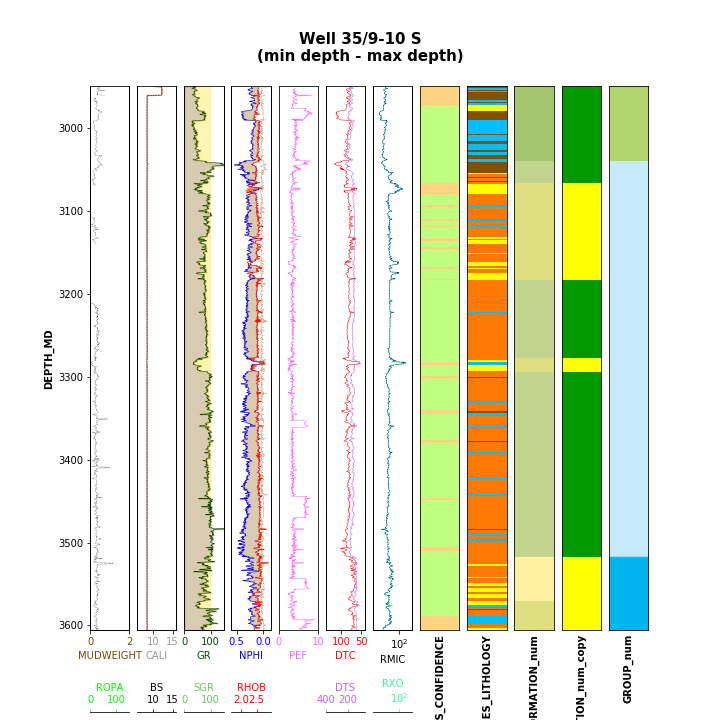 Well 35/9-10 S
(min depth - max depth)
DEPTH_MD
3000
3100
3200
3300
3400
3500
3600
0 2 10 15 0 100 0.5 0.0 0 10 100 50 10²
MUDWEIGHT CALI GR NPHI PEF DTC RMIC
ROPA BS SGR RHOB DTS RXO
0 100 10 15 0 100 2.02.5 400 200 10²
S_CONFIDENCE
ES_LITHOLOGY
RMATION_num
TION_num_copy
GROUP_num